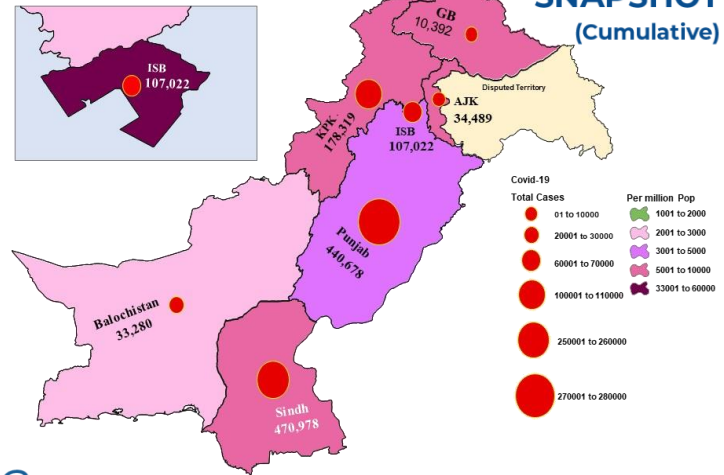 SNAPSHOT
(Cumulative)
ISB
107,022
GB
10,392
Disputed Territory
AJK
34,489
KPK.
178,319
ISB
107,022
Punjab
440,678
Balochistan
33,280
Sindh
470,978
Covid-19
Total Cases
01 to 10000
20001 to 30000
60001 to 70000
100001 to 110000
250001 to 260000
270001 to 280000
Per million Pop
1001 to 2000
2001 to 3000
3001 to 5000
5001 to 10000
33001 to 60000